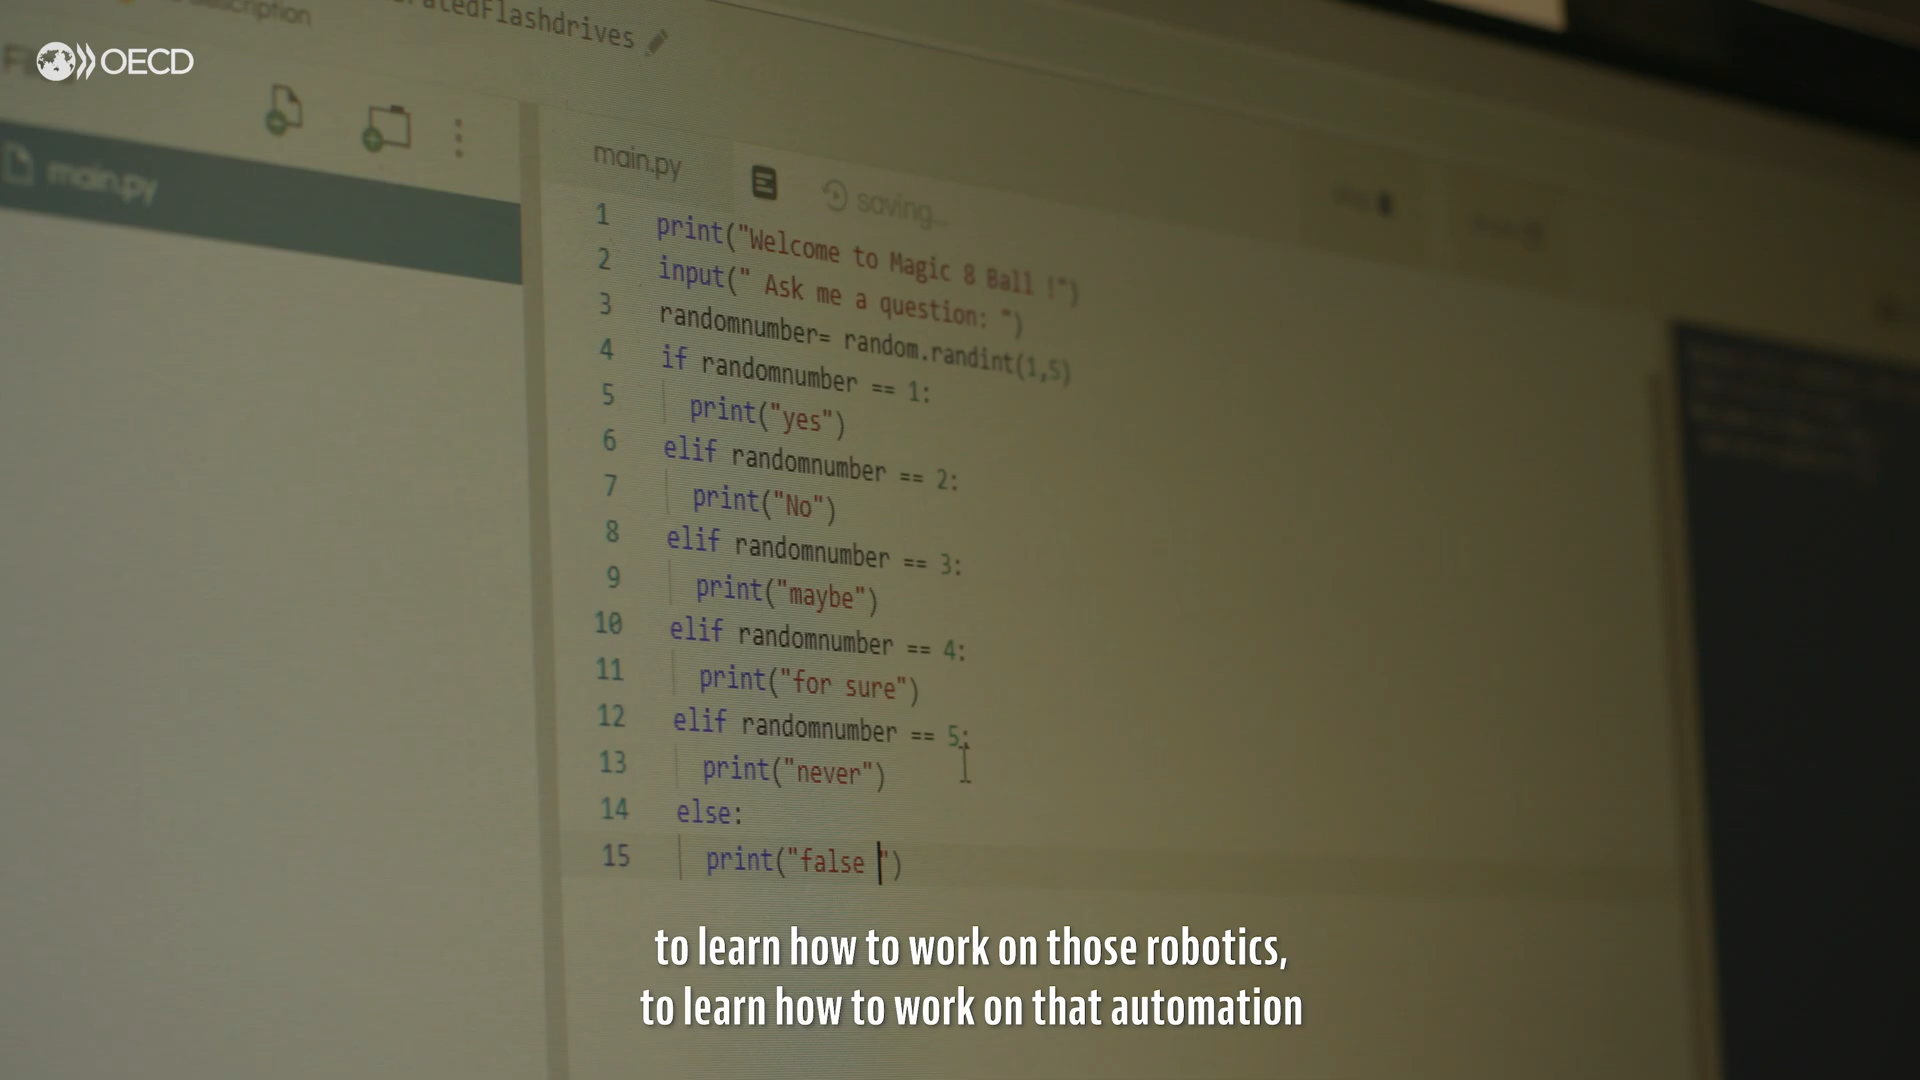 description
ratedFlashdrives
OECD
main.py
main.py
saving...
1 print("Welcome to Magic 8 Ball !")
2 input(" Ask me a question: ")
3 randomnumber= random.randint(1,5)
4 if randomnumber == 1:
5 print("yes")
6 elif randomnumber == 2:
7 print("No")
8 elif randomnumber == 3:
9 print("maybe")
10 elif randomnumber == 4:
11 print("for sure")
12 elif randomnumber == 5:
13 print("never")
14 else:
15 print("false ")
to learn how to work on those robotics,
to learn how to work on that automation